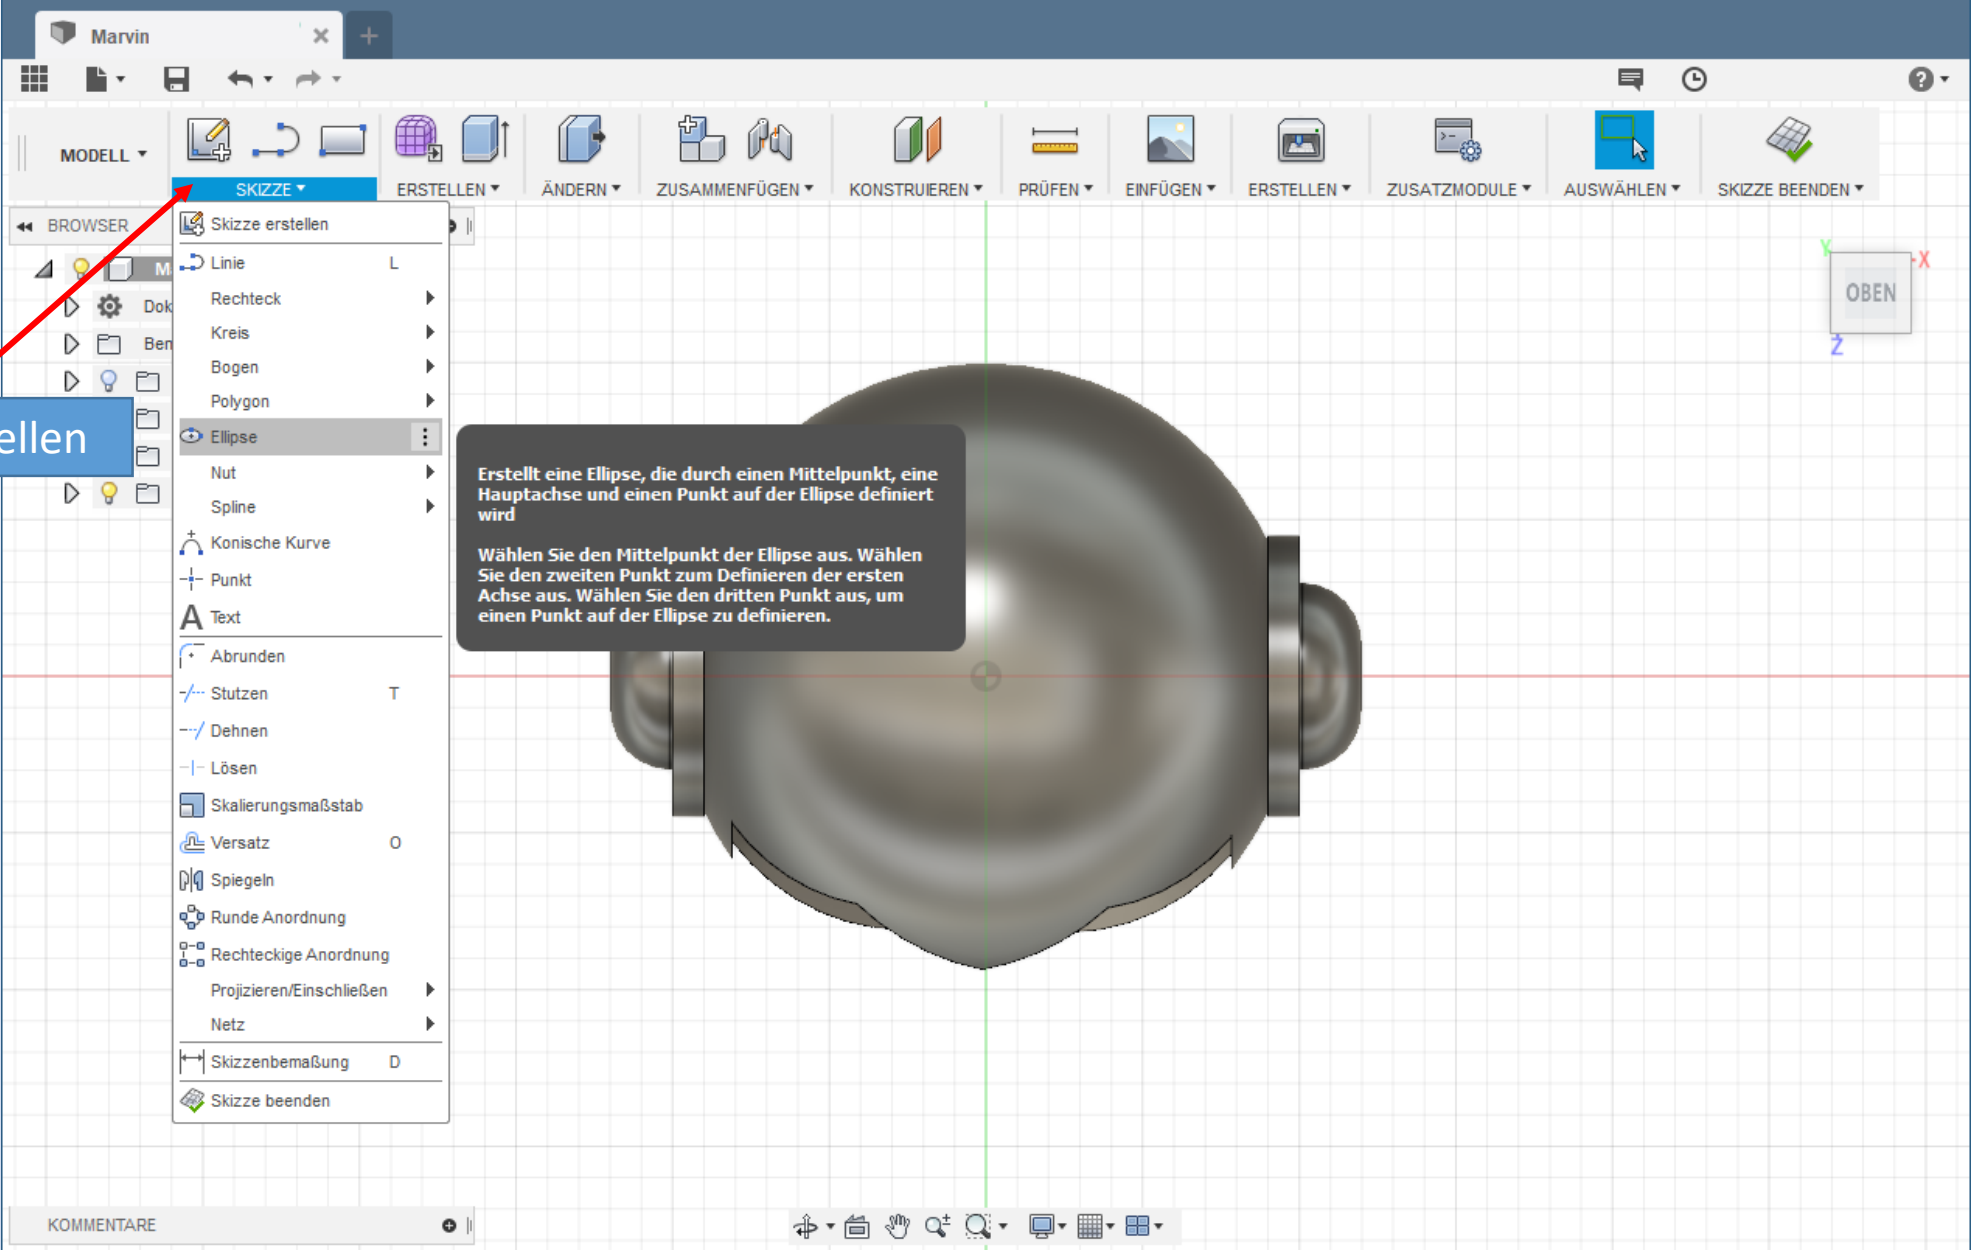 Marvin
MODELL
SKIZZE
ERSTELLEN
ÄNDERN
ZUSAMMENFÜGEN
KONSTRUIEREN
PRÜFEN
EINFÜGEN
ERSTELLEN
ZUSATZMODULE
AUSWÄHLEN
SKIZZE BEENDEN
BROWSER
M
Dok
Ben
ellen
Skizze erstellen
Linie L
Rechteck
Kreis
Bogen
Polygon
Ellipse
Nut
Spline
Konische Kurve
Punkt
A Text
Abrunden
Stutzen T
Dehnen
Lösen
Skalierungsmaßstab
Versatz O
Spiegeln
Runde Anordnung
Rechteckige Anordnung
Projizieren/Einschließen
Netz
Skizzenbemaßung D
Skizze beenden
Erstellt eine Ellipse, die durch einen Mittelpunkt, eine
Hauptachse und einen Punkt auf der Ellipse definiert
wird
Wählen Sie den Mittelpunkt der Ellipse aus. Wählen
Sie den zweiten Punkt zum Definieren der ersten
Achse aus. Wählen Sie den dritten Punkt aus, um
einen Punkt auf der Ellipse zu definieren.
Y
-X
OBEN
Z
KOMMENTARE